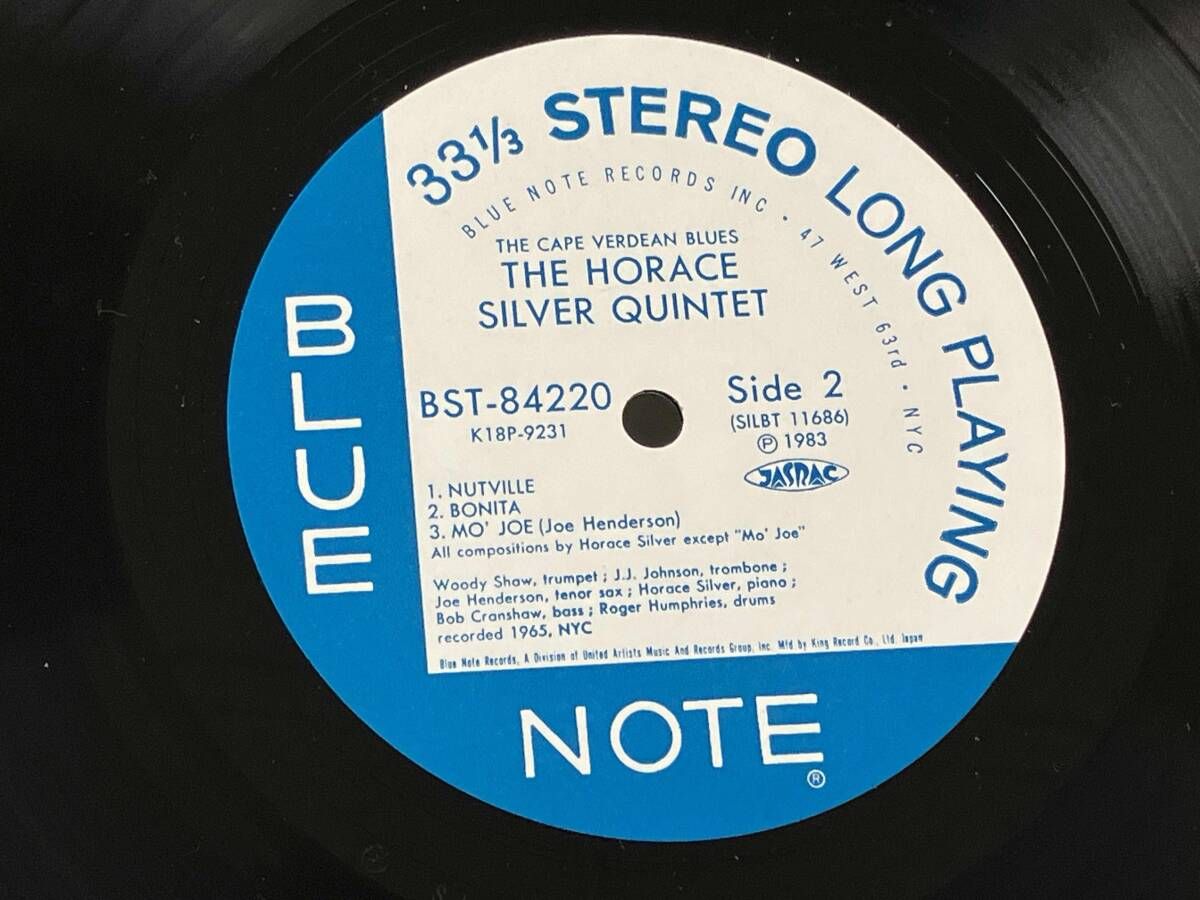 33 1/3 STEREO LONG PLAYING
BLUE NOTE RECORDS INC · 47 WEST 63rd · NYC
THE CAPE VERDEAN BLUES
THE HORACE
SILVER QUINTET
BST-84220
K18P-9231
Side 2
(SILBT 11686)
℗ 1983
JASRAC
1. NUTVILLE
2. BONITA
3. MO' JOE (Joe Henderson)
All compositions by Horace Silver except "Mo' Joe"
Woody Shaw, trumpet ; J.J. Johnson, trombone ;
Joe Henderson, tenor sax ; Horace Silver, piano ;
Bob Cranshaw, bass ; Roger Humphries, drums
recorded 1965, NYC
Blue Note Records, A Division of United Artists Music And Records Group, Inc. Mfd by King Record Co., Ltd. Japan
BLUE
NOTE
®